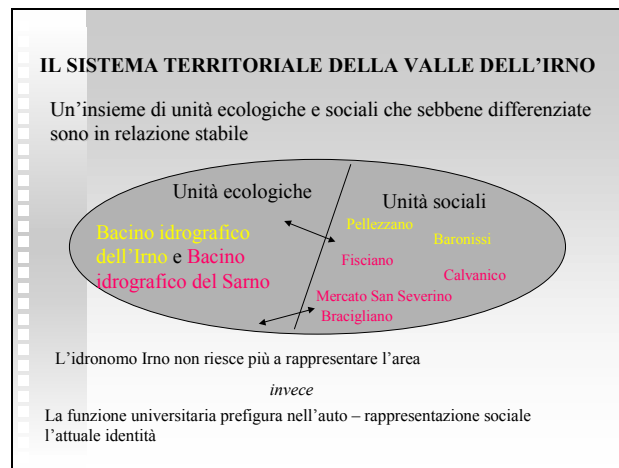 IL SISTEMA TERRITORIALE DELLA VALLE DELL'IRNO
Un'insieme di unità ecologiche e sociali che sebbene differenziate
sono in relazione stabile
Unità ecologiche
Unità sociali
Bacino idrografico
dell'Irno e Bacino
idrografico del Sarno
Pellezzano
Baronissi
Fisciano
Calvanico
Mercato San Severino
Bracigliano
L'idronomo Irno non riesce più a rappresentare l'area
invece
La funzione universitaria prefigura nell'auto – rappresentazione sociale
l'attuale identità